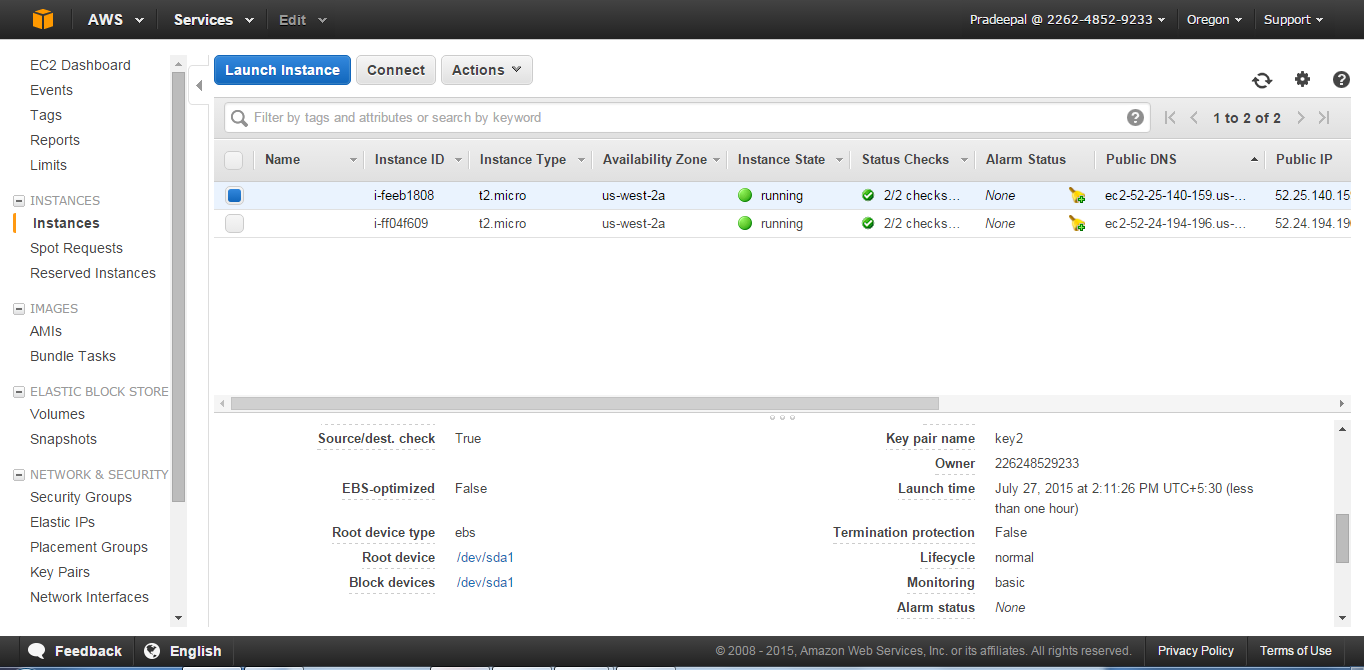 AWS Services Edit Pradeepal @ 2262-4852-9233 Oregon Support
EC2 Dashboard
Events
Tags
Reports
Limits
INSTANCES
Instances
Spot Requests
Reserved Instances
IMAGES
AMIs
Bundle Tasks
ELASTIC BLOCK STORE
Volumes
Snapshots
NETWORK & SECURITY
Security Groups
Elastic IPs
Placement Groups
Key Pairs
Network Interfaces
Launch Instance Connect Actions
Filter by tags and attributes or search by keyword
1 to 2 of 2
Name Instance ID Instance Type Availability Zone Instance State Status Checks Alarm Status Public DNS Public IP
i-feeb1808 t2.micro us-west-2a running 2/2 checks... None ec2-52-25-140-159.us-... 52.25.140.15
i-ff04f609 t2.micro us-west-2a running 2/2 checks... None ec2-52-24-194-196.us-... 52.24.194.19
Source/dest. check True
EBS-optimized False
Root device type ebs
Root device /dev/sda1
Block devices /dev/sda1
Key pair name key2
Owner 226248529233
Launch time July 27, 2015 at 2:11:26 PM UTC+5:30 (less
than one hour)
Termination protection False
Lifecycle normal
Monitoring basic
Alarm status None
Feedback English © 2008 - 2015, Amazon Web Services, Inc. or its affiliates. All rights reserved. Privacy Policy Terms of Use